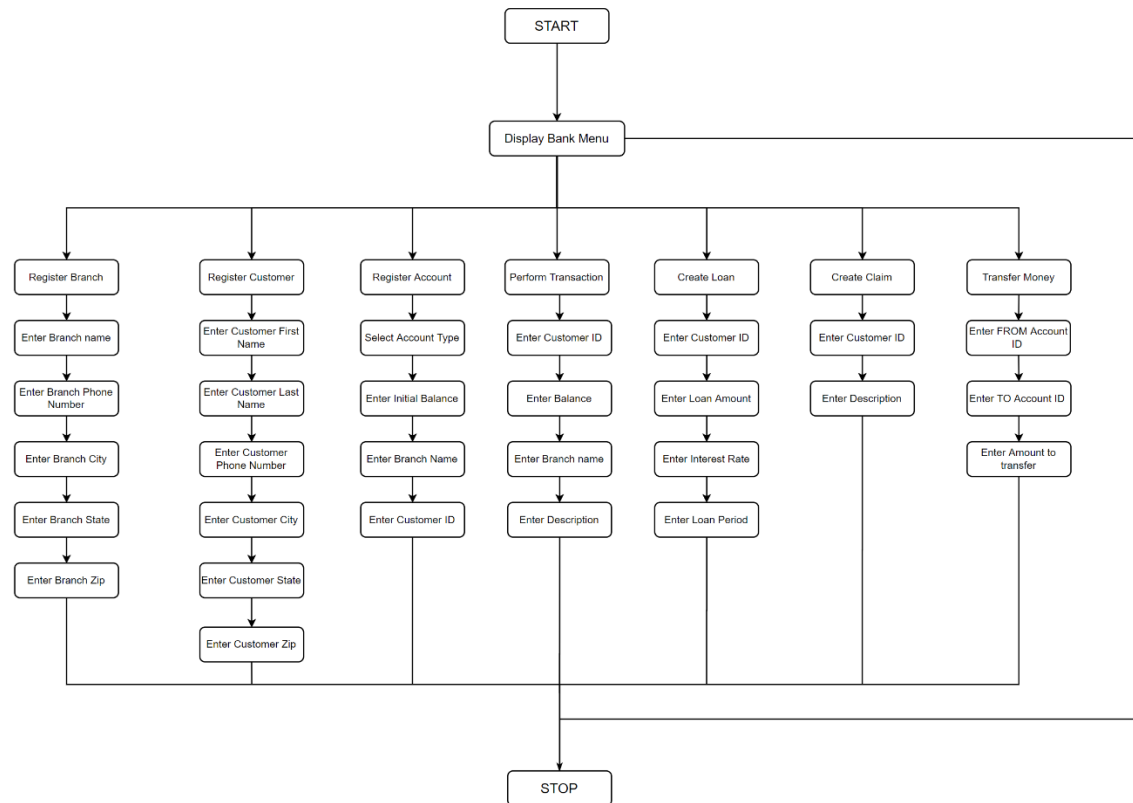 START
Display Bank Menu
Register Branch
Register Customer
Register Account
Perform Transaction
Create Loan
Create Claim
Transfer Money
Enter Branch name
Enter Customer First
Name
Select Account Type
Enter Customer ID
Enter Customer ID
Enter Customer ID
Enter FROM Account
ID
Enter Branch Phone
Number
Enter Customer Last
Name
Enter Initial Balance
Enter Balance
Enter Loan Amount
Enter Description
Enter TO Account ID
Enter Branch City
Enter Customer
Phone Number
Enter Branch Name
Enter Branch name
Enter Interest Rate
Enter Amount to
transfer
Enter Branch State
Enter Customer City
Enter Customer ID
Enter Description
Enter Loan Period
Enter Branch Zip
Enter Customer State
Enter Customer Zip
STOP